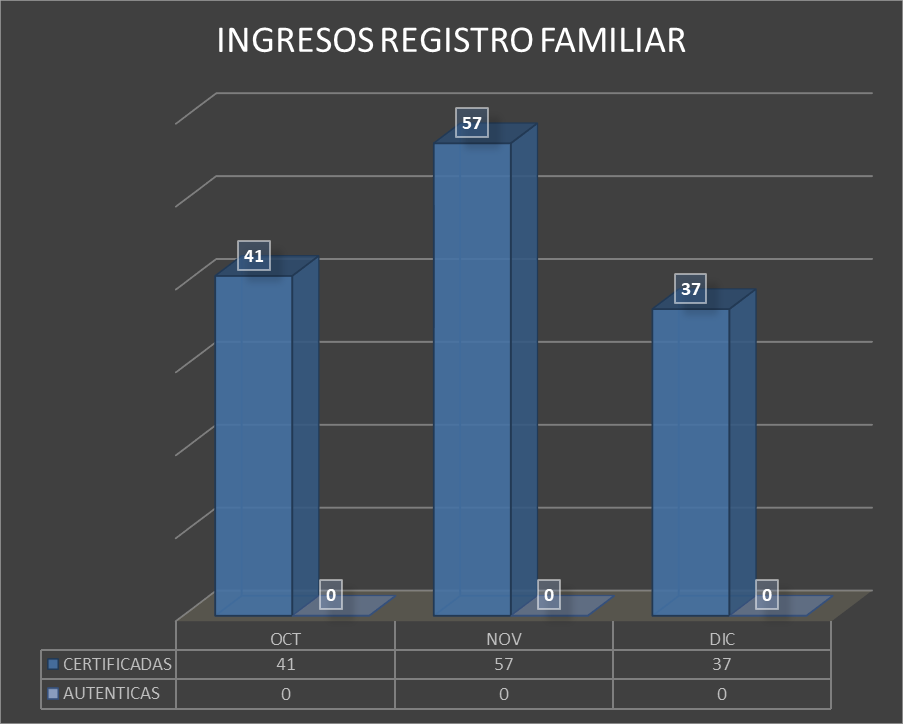 INGRESOS REGISTRO FAMILIAR
57
41
37
0 0 0
OCT NOV DIC
CERTIFICADAS 41 57 37
AUTENTICAS 0 0 0